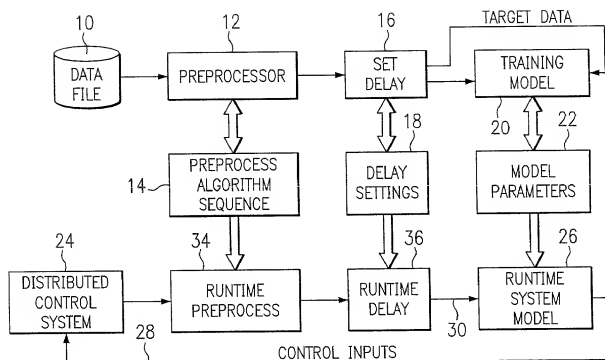 TARGET DATA
10
12
16
DATA
FILE
PREPROCESSOR
SET
DELAY
TRAINING
MODEL
20
22
18
14
PREPROCESS
ALGORITHM
SEQUENCE
DELAY
SETTINGS
MODEL
PARAMETERS
24
34
36
26
DISTRIBUTED
CONTROL
SYSTEM
RUNTIME
PREPROCESS
RUNTIME
DELAY
RUNTIME
SYSTEM
MODEL
30
28
CONTROL INPUTS